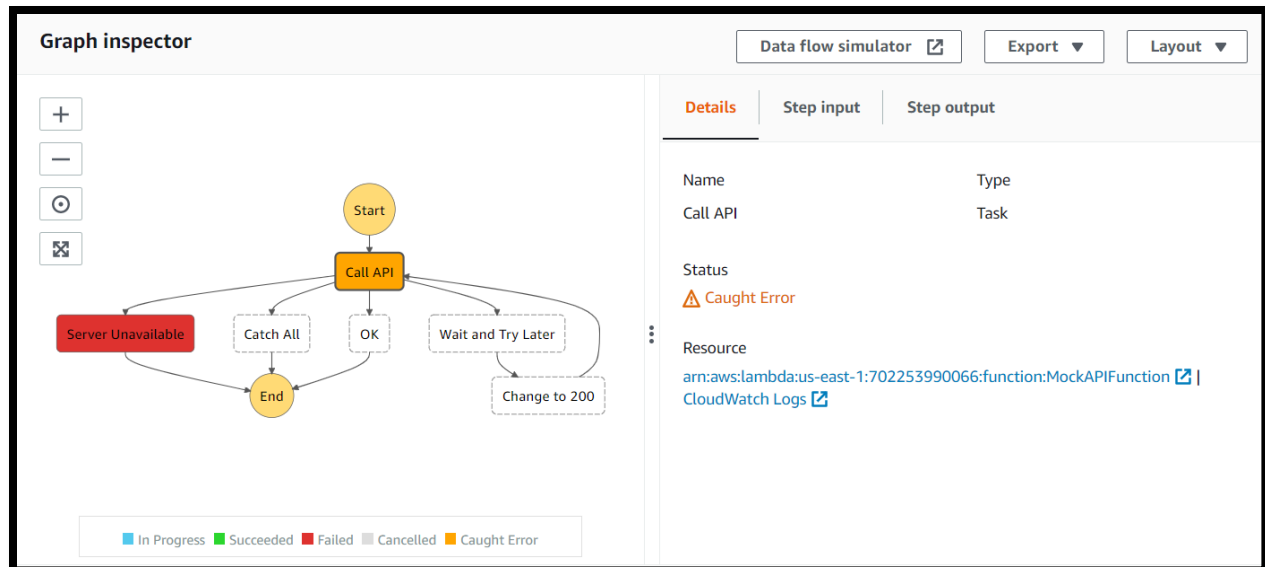 Graph inspector
Data flow simulator
Export
Layout
Details
Step input
Step output
Name
Type
Call API
Task
Status
Caught Error
Resource
arn:aws:lambda:us-east-1:702253990066:function:MockAPIFunction |
CloudWatch Logs
Start
Call API
Server Unavailable
Catch All
OK
Wait and Try Later
End
Change to 200
In Progress
Succeeded
Failed
Cancelled
Caught Error